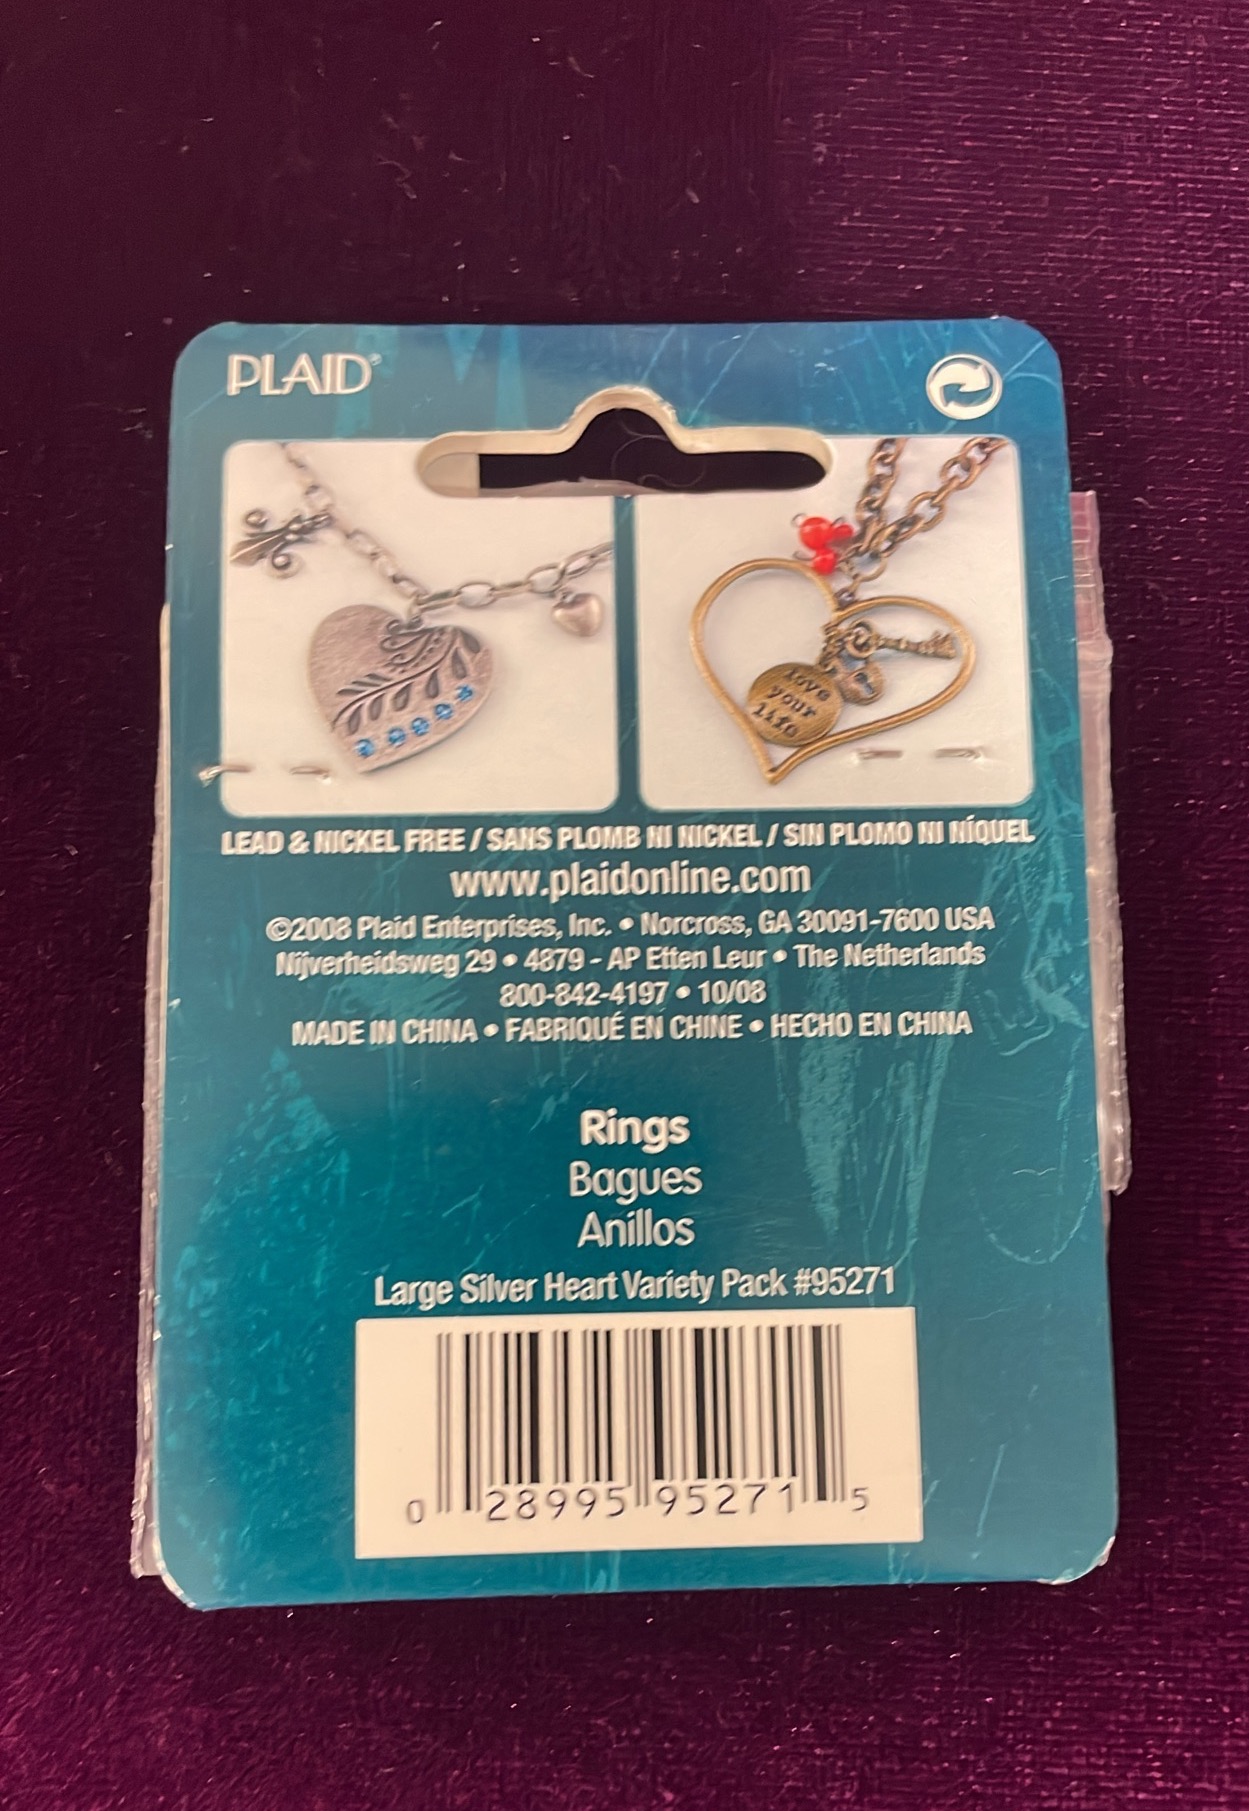 PLAID®
love
your
life
LEAD & NICKEL FREE / SANS PLOMB NI NICKEL / SIN PLOMO NI NÍQUEL
www.plaidonline.com
©2008 Plaid Enterprises, Inc. • Norcross, GA 30091-7600 USA
Nijverheidsweg 29 • 4879 - AP Etten Leur • The Netherlands
800-842-4197 • 10/08
MADE IN CHINA • FABRIQUÉ EN CHINE • HECHO EN CHINA
Rings
Bagues
Anillos
Large Silver Heart Variety Pack #95271
0 28995 95271 5